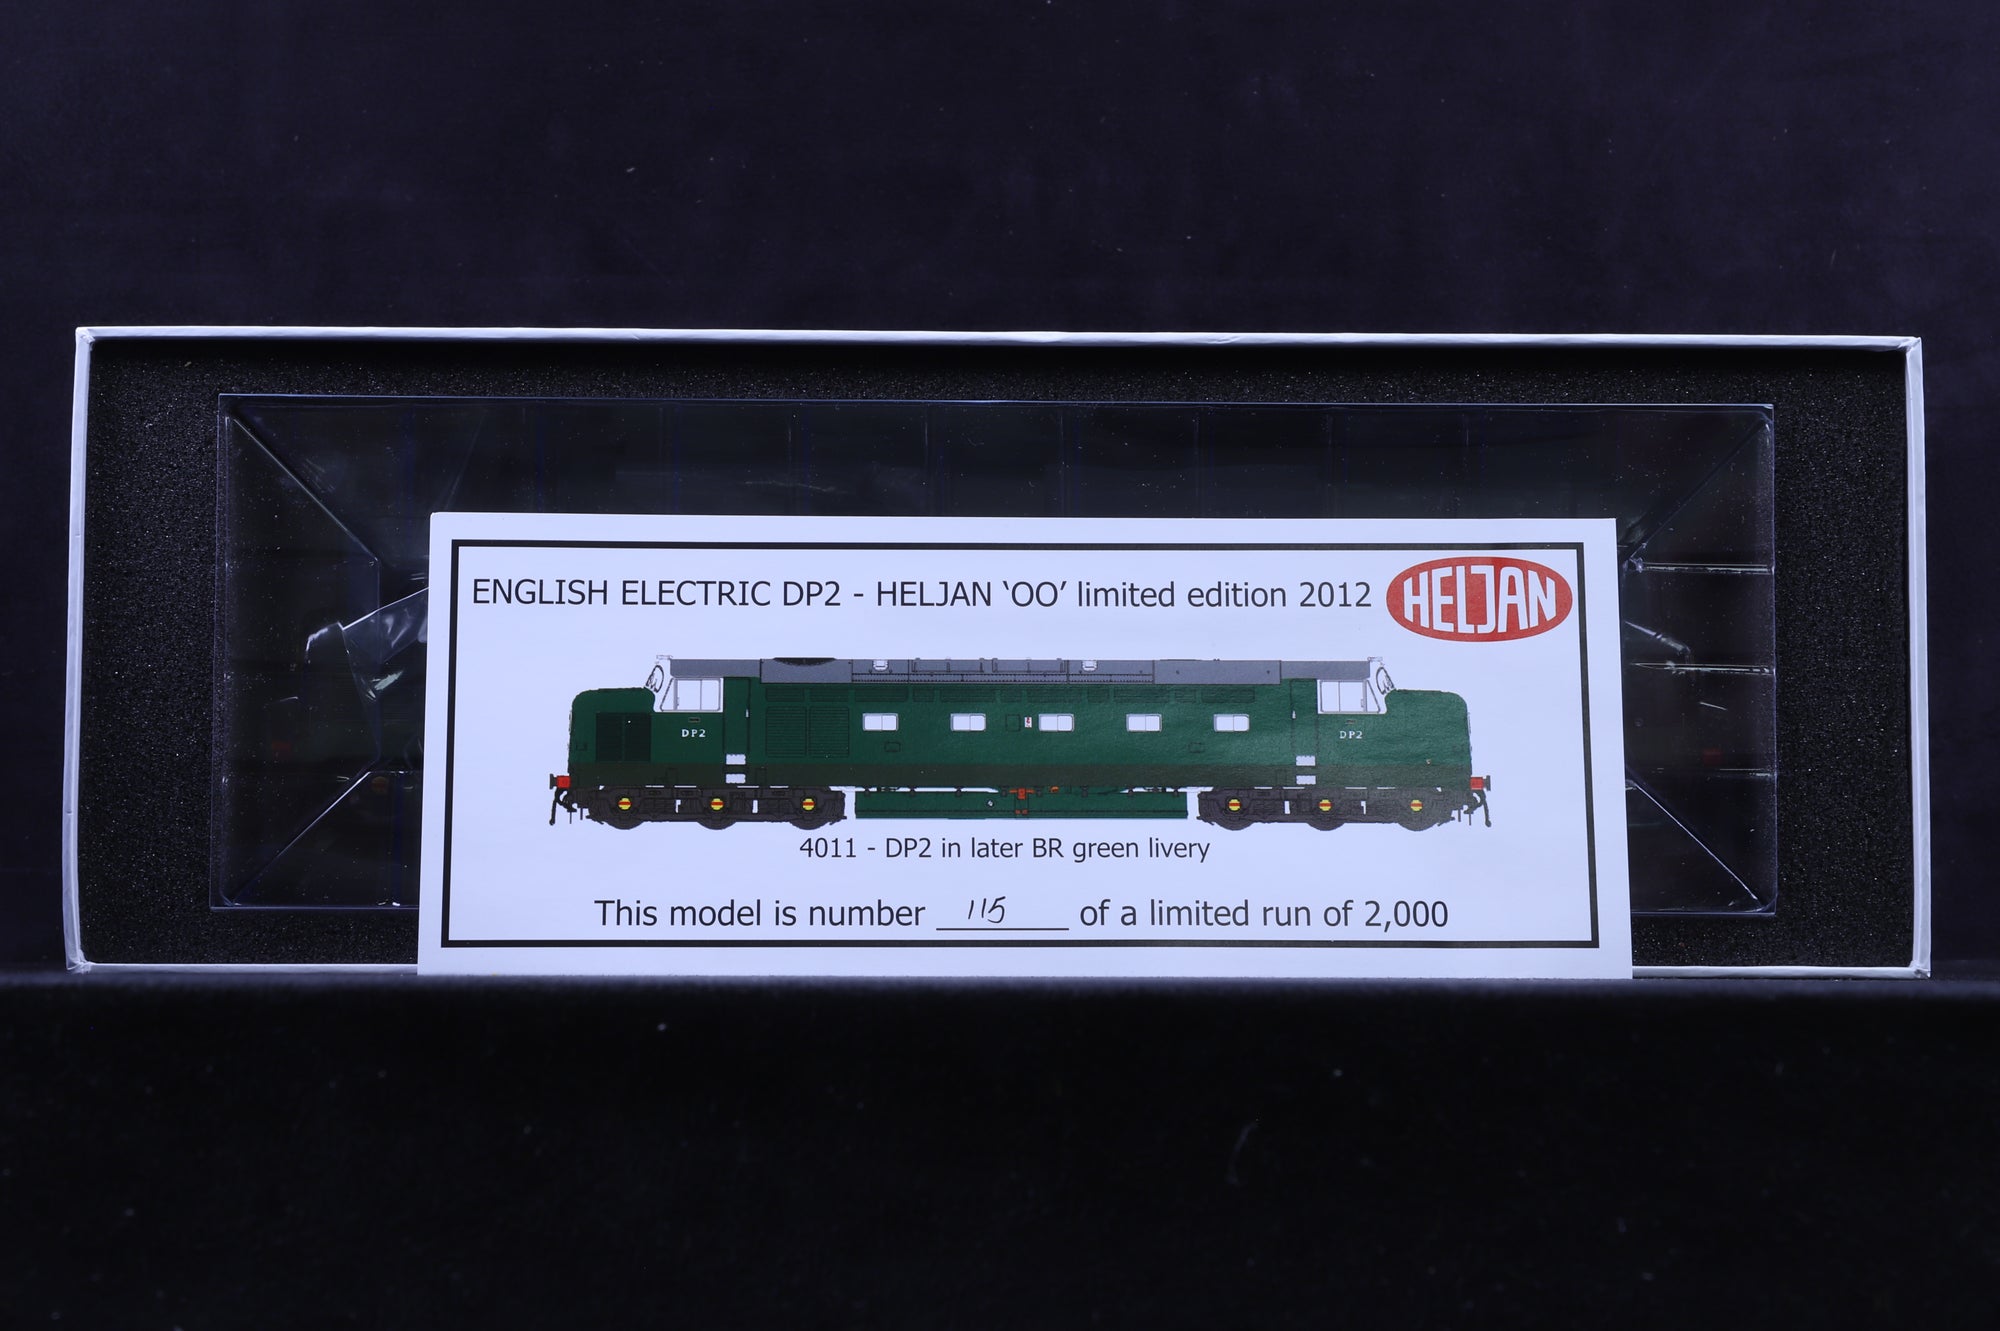 ENGLISH ELECTRIC DP2 - HELJAN ‘OO’ limited edition 2012
HELJAN
DP2 DP2
4011 - DP2 in later BR green livery
This model is number 115 of a limited run of 2,000